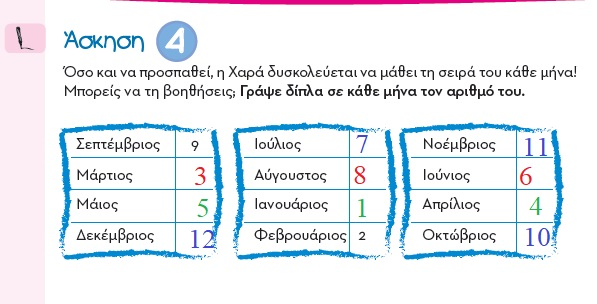 Άσκηση 4
Όσο και να προσπαθεί, η Χαρά δυσκολεύεται να μάθει τη σειρά του κάθε μήνα!
Μπορείς να τη βοηθήσεις; Γράψε δίπλα σε κάθε μήνα τον αριθμό του.
Σεπτέμβριος 9 Ιούλιος 7 Νοέμβριος 11
Μάρτιος 3 Αύγουστος 8 Ιούνιος 6
Μάιος 5 Ιανουάριος 1 Απρίλιος 4
Δεκέμβριος 12 Φεβρουάριος 2 Οκτώβριος 10